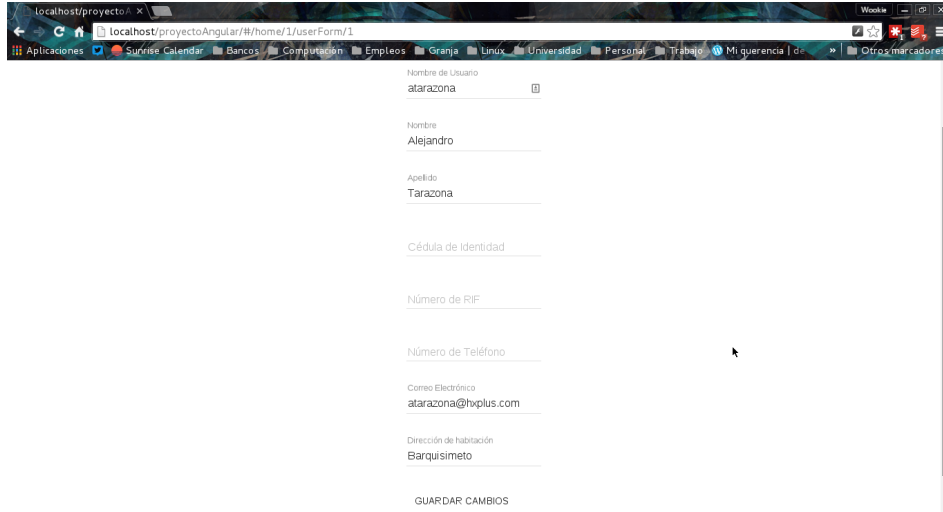 localhost/proyectoA
Wookie
localhost/proyectoAngular/#/home/1/userForm/1
Aplicaciones Sunrise Calendar Bancos Computación Empleos Granja Linux Universidad Personal Trabajo Mi querencia | de » Otros marcadores
Nombre de Usuario
atarazona
Nombre
Alejandro
Apellido
Tarazona
Cédula de Identidad
Número de RIF
Número de Teléfono
Correo Electrónico
atarazona@hxplus.com
Dirección de habitación
Barquisimeto
GUARDAR CAMBIOS